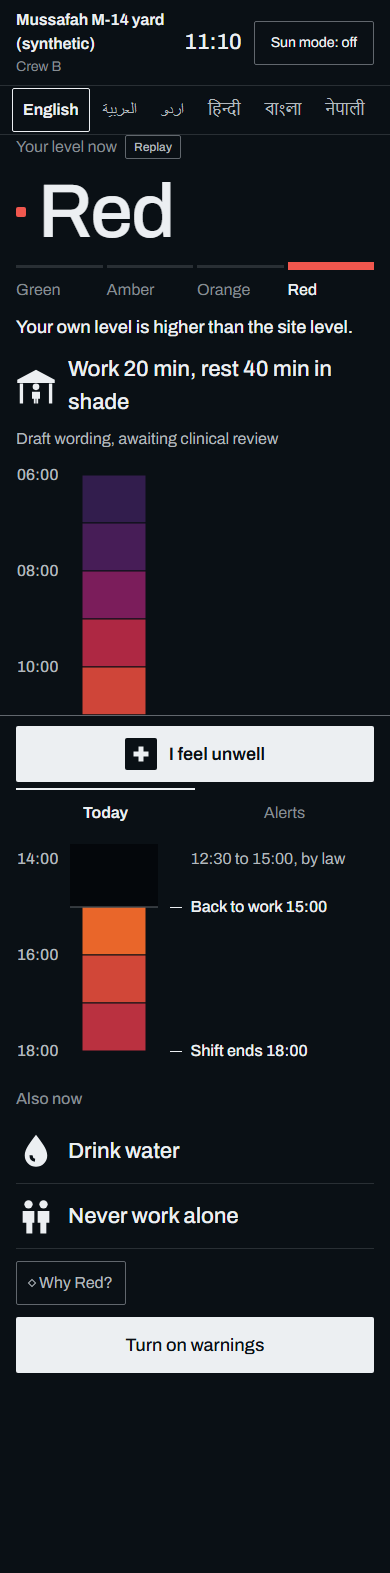 Mussafah M-14 yard
(synthetic)
Crew B
11:10
Sun mode: off
English
العربية
اردو
हिन्दी
বাংলা
नेपाली
Your level now
Replay
Red
Green
Amber
Orange
Red
Your own level is higher than the site level.
Work 20 min, rest 40 min in
shade
Draft wording, awaiting clinical review
06:00
08:00
10:00
I feel unwell
Today
Alerts
14:00
12:30 to 15:00, by law
Back to work 15:00
16:00
18:00
Shift ends 18:00
Also now
Drink water
Never work alone
Why Red?
Turn on warnings